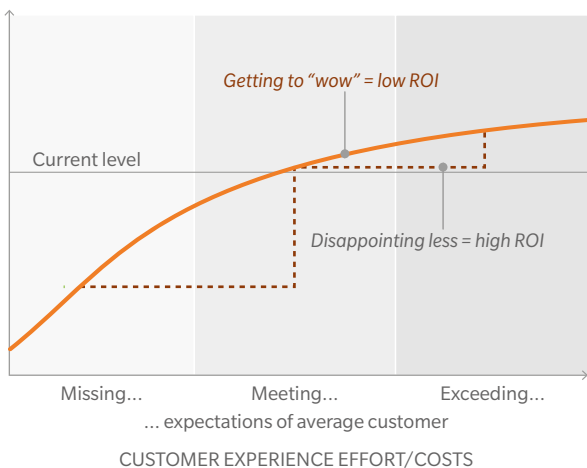 Getting to “wow” = low ROI
Current level
Disappointing less = high ROI
Missing... Meeting... Exceeding...
... expectations of average customer
CUSTOMER EXPERIENCE EFFORT/COSTS